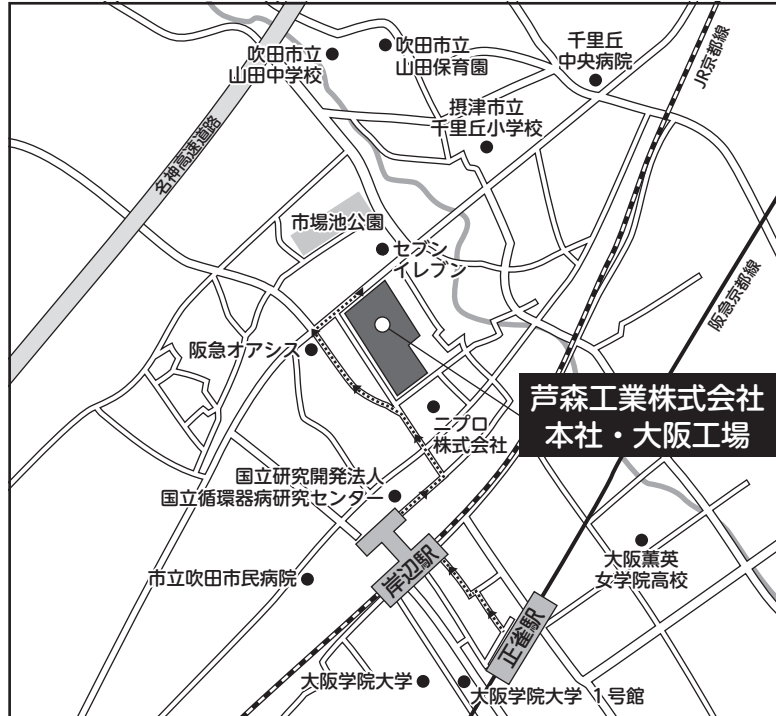 吹田市立
山田中学校
吹田市立
山田保育園
千里丘
中央病院
JR京都線
摂津市立
千里丘小学校
名神高速道路
市場池公園
セブン
イレブン
阪急京都線
阪急オアシス
芦森工業株式会社
本社・大阪工場
ニプロ
株式会社
国立研究開発法人
国立循環器病研究センター
大阪薫英
女学院高校
市立吹田市民病院
岸辺駅
正雀駅
大阪学院大学
大阪学院大学 1号館